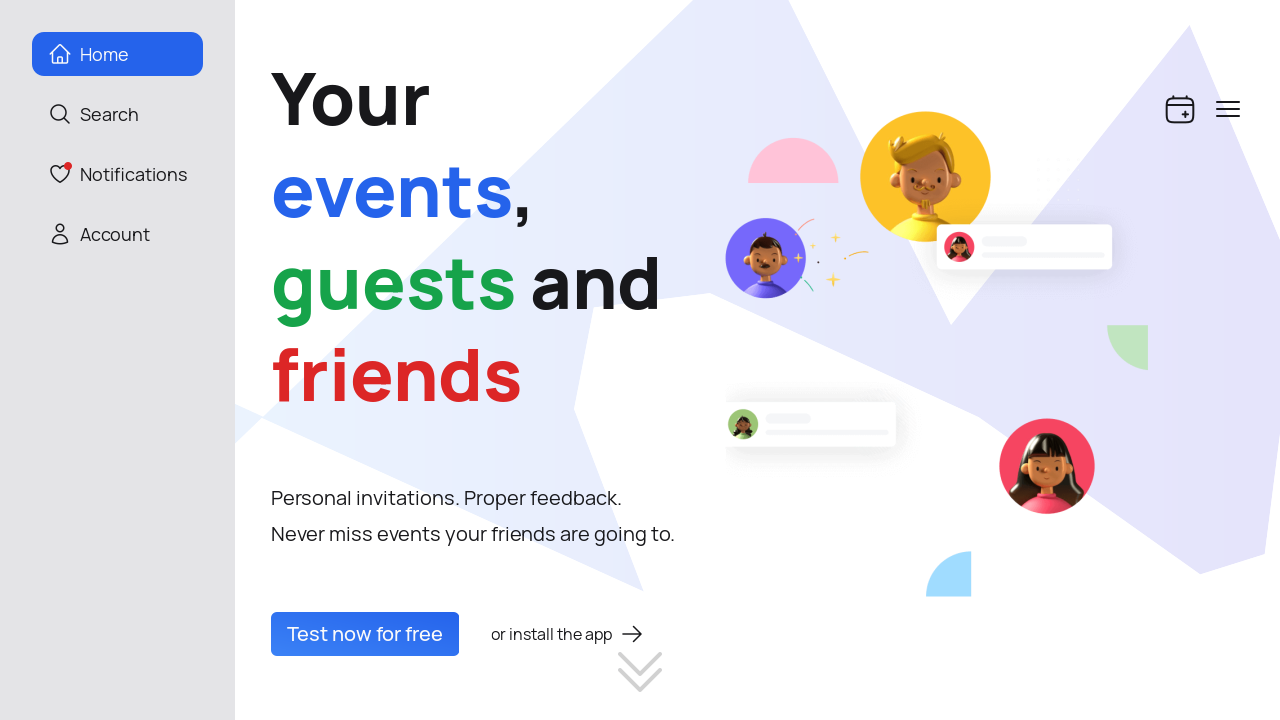 Home
Search
Notifications
Account
Your
events,
guests and
friends
Personal invitations. Proper feedback.
Never miss events your friends are going to.
Test now for free
or install the app